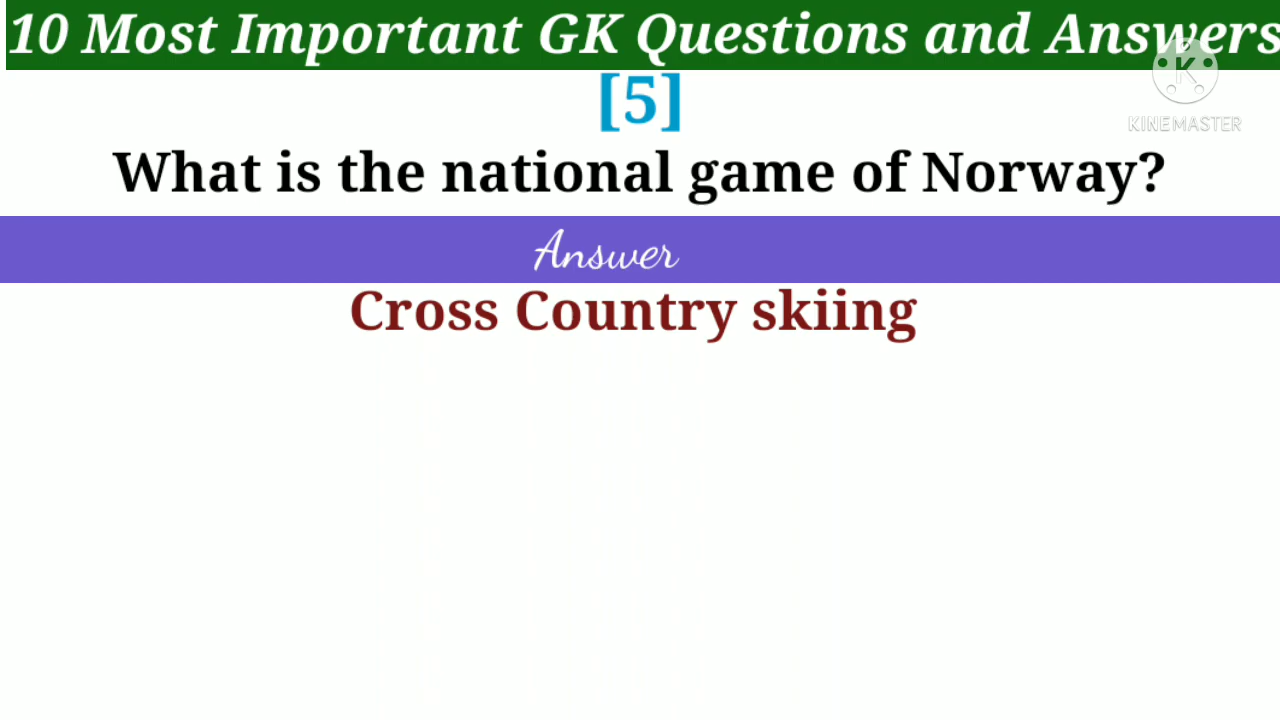 10 Most Important GK Questions and Answers
[5]
KINEMASTER
What is the national game of Norway?
Answer
Cross Country skiing